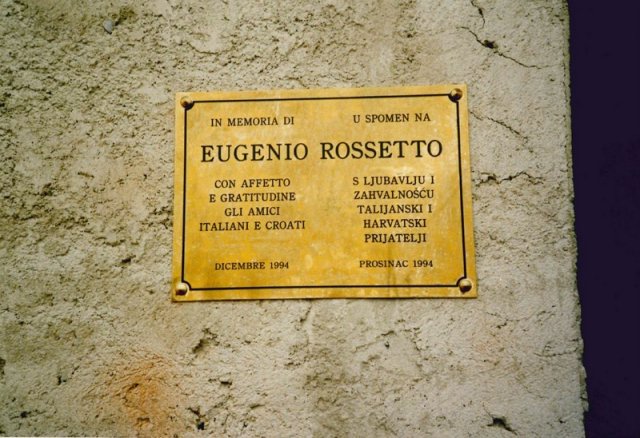 IN MEMORIA DI
U SPOMEN NA
EUGENIO ROSSETTO
CON AFFETTO
E GRATITUDINE
GLI AMICI
ITALIANI E CROATI
DICEMBRE 1994
S LJUBAVLJU I
ZAHVALNOŚĆU
TALIJANSKI I
HARVATSKI
PRIJATELJI
PROSINAC 1994